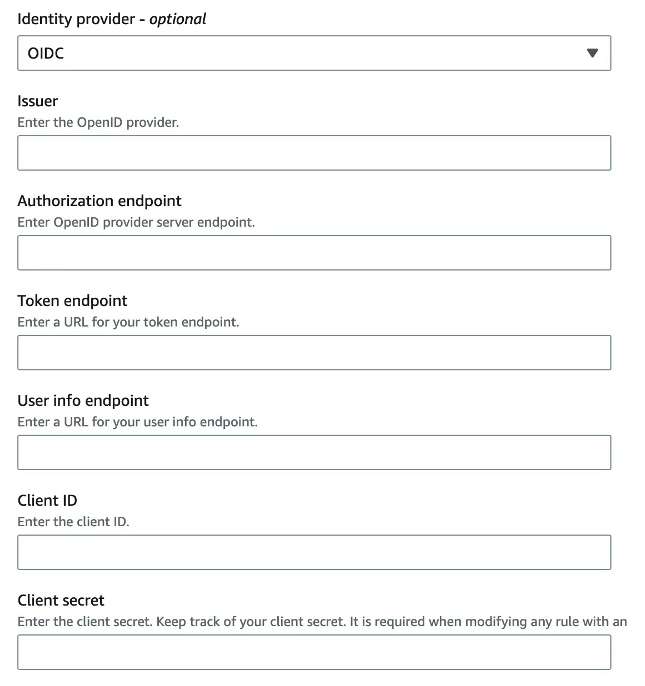 Identity provider - optional
OIDC
Issuer
Enter the OpenID provider.
Authorization endpoint
Enter OpenID provider server endpoint.
Token endpoint
Enter a URL for your token endpoint.
User info endpoint
Enter a URL for your user info endpoint.
Client ID
Enter the client ID.
Client secret
Enter the client secret. Keep track of your client secret. It is required when modifying any rule with an